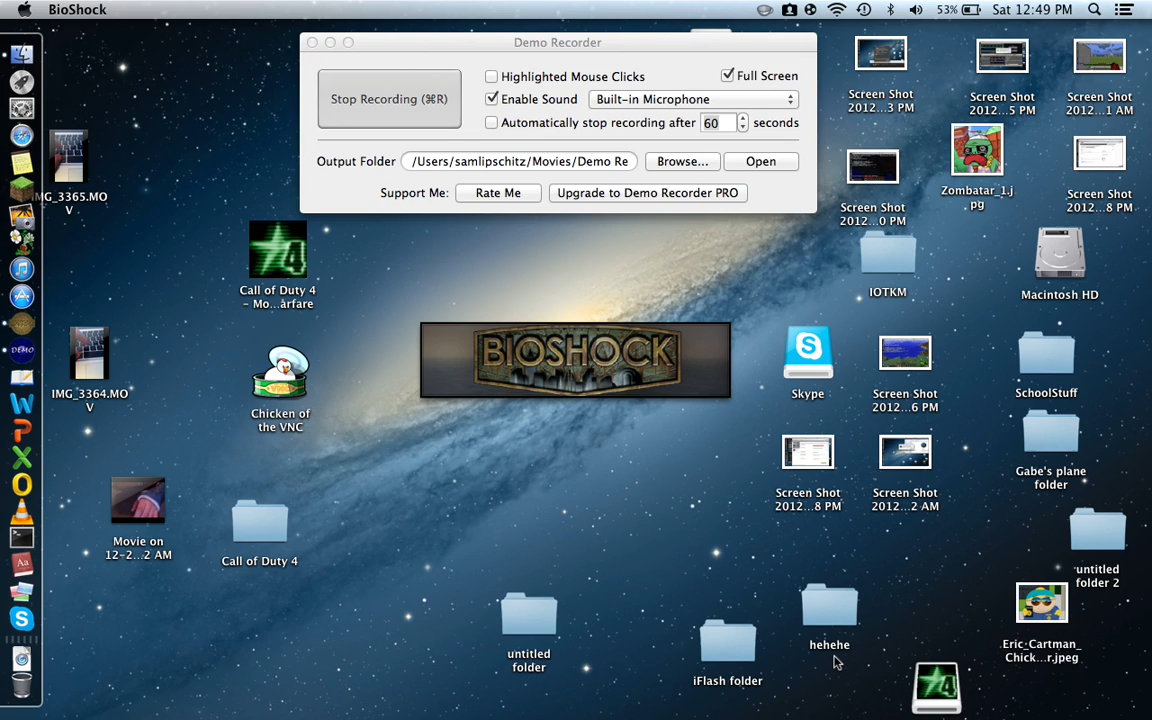 BioShock
53%
Sat 12:49 PM
Demo Recorder
Stop Recording (⌘R)
Highlighted Mouse Clicks
Full Screen
Enable Sound
Built-in Microphone
Automatically stop recording after
60
seconds
Output Folder
/Users/samlipschitz/Movies/Demo Re
Browse...
Open
Support Me:
Rate Me
Upgrade to Demo Recorder PRO
Screen Shot
2012...3 PM
Screen Shot
2012...5 PM
Screen Shot
2012...1 AM
Screen Shot
2012...0 PM
Zombatar_1.j
pg
Screen Shot
2012...8 PM
IMG_3365.MO
V
Call of Duty 4
- Mo...arfare
IOTKM
Macintosh HD
BIOSHOCK
DEMO
IMG_3364.MO
V
Chicken of
the VNC
Skype
Screen Shot
2012...6 PM
SchoolStuff
Screen Shot
2012...8 PM
Screen Shot
2012...2 AM
Gabe's plane
folder
Movie on
12-2...2 AM
Call of Duty 4
untitled
folder 2
untitled
folder
iFlash folder
hehehe
Eric-Cartman_
Chick...r.jpeg
4
4
Aa